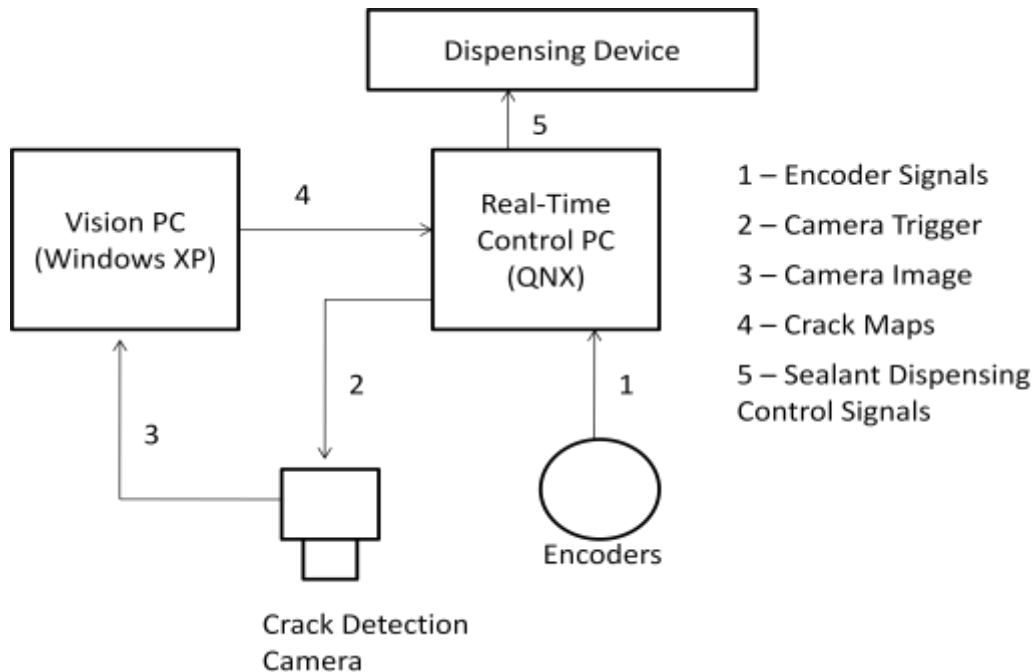 Dispensing Device
5
Vision PC
(Windows XP)
4
Real-Time
Control PC
(QNX)
1 – Encoder Signals
2 – Camera Trigger
3 – Camera Image
4 – Crack Maps
5 – Sealant Dispensing
Control Signals
3
2
1
Encoders
Crack Detection
Camera